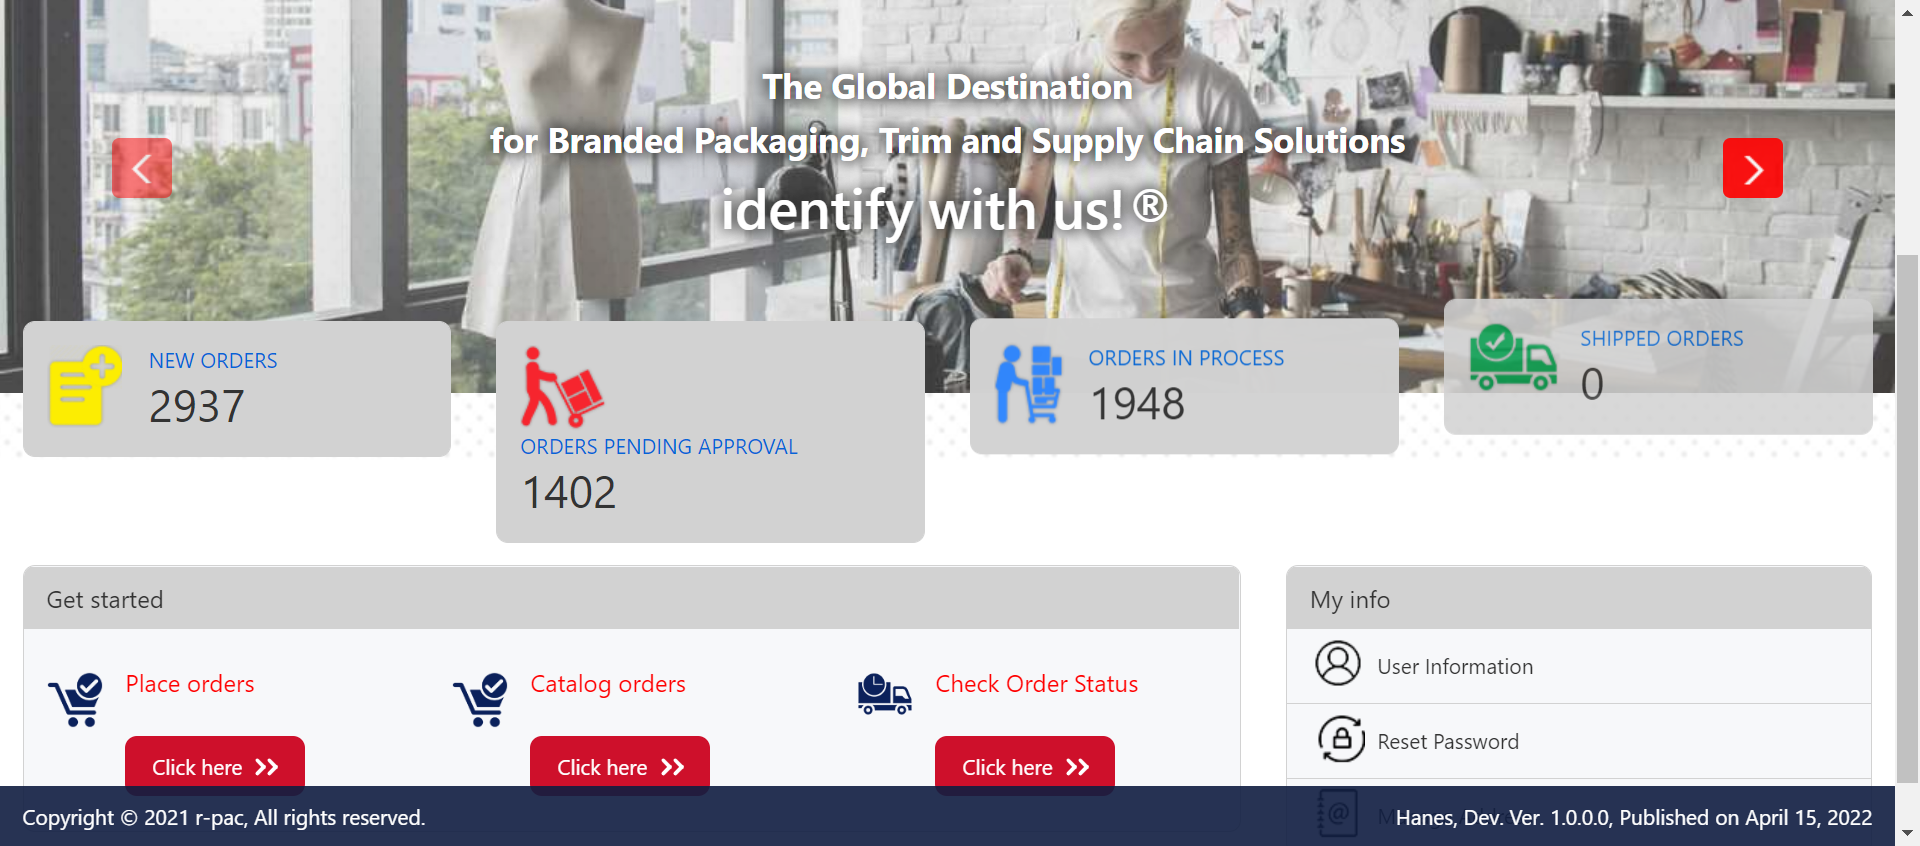 The Global Destination
for Branded Packaging, Trim and Supply Chain Solutions
identify with us!®
NEW ORDERS
2937
ORDERS PENDING APPROVAL
1402
ORDERS IN PROCESS
1948
SHIPPED ORDERS
0
Get started
Place orders
Click here
Catalog orders
Click here
Check Order Status
Click here
My info
User Information
Reset Password
Copyright © 2021 r-pac, All rights reserved.
Hanes, Dev. Ver. 1.0.0.0, Published on April 15, 2022